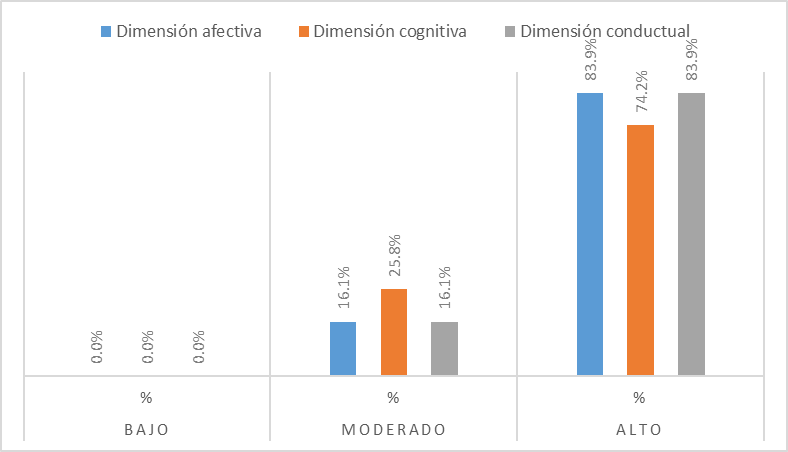 Dimensión afectiva Dimensión cognitiva Dimensión conductual
0.0% 0.0% 0.0% 16.1% 25.8% 16.1% 83.9% 74.2% 83.9%
% % %
BAJO MODERADO ALTO